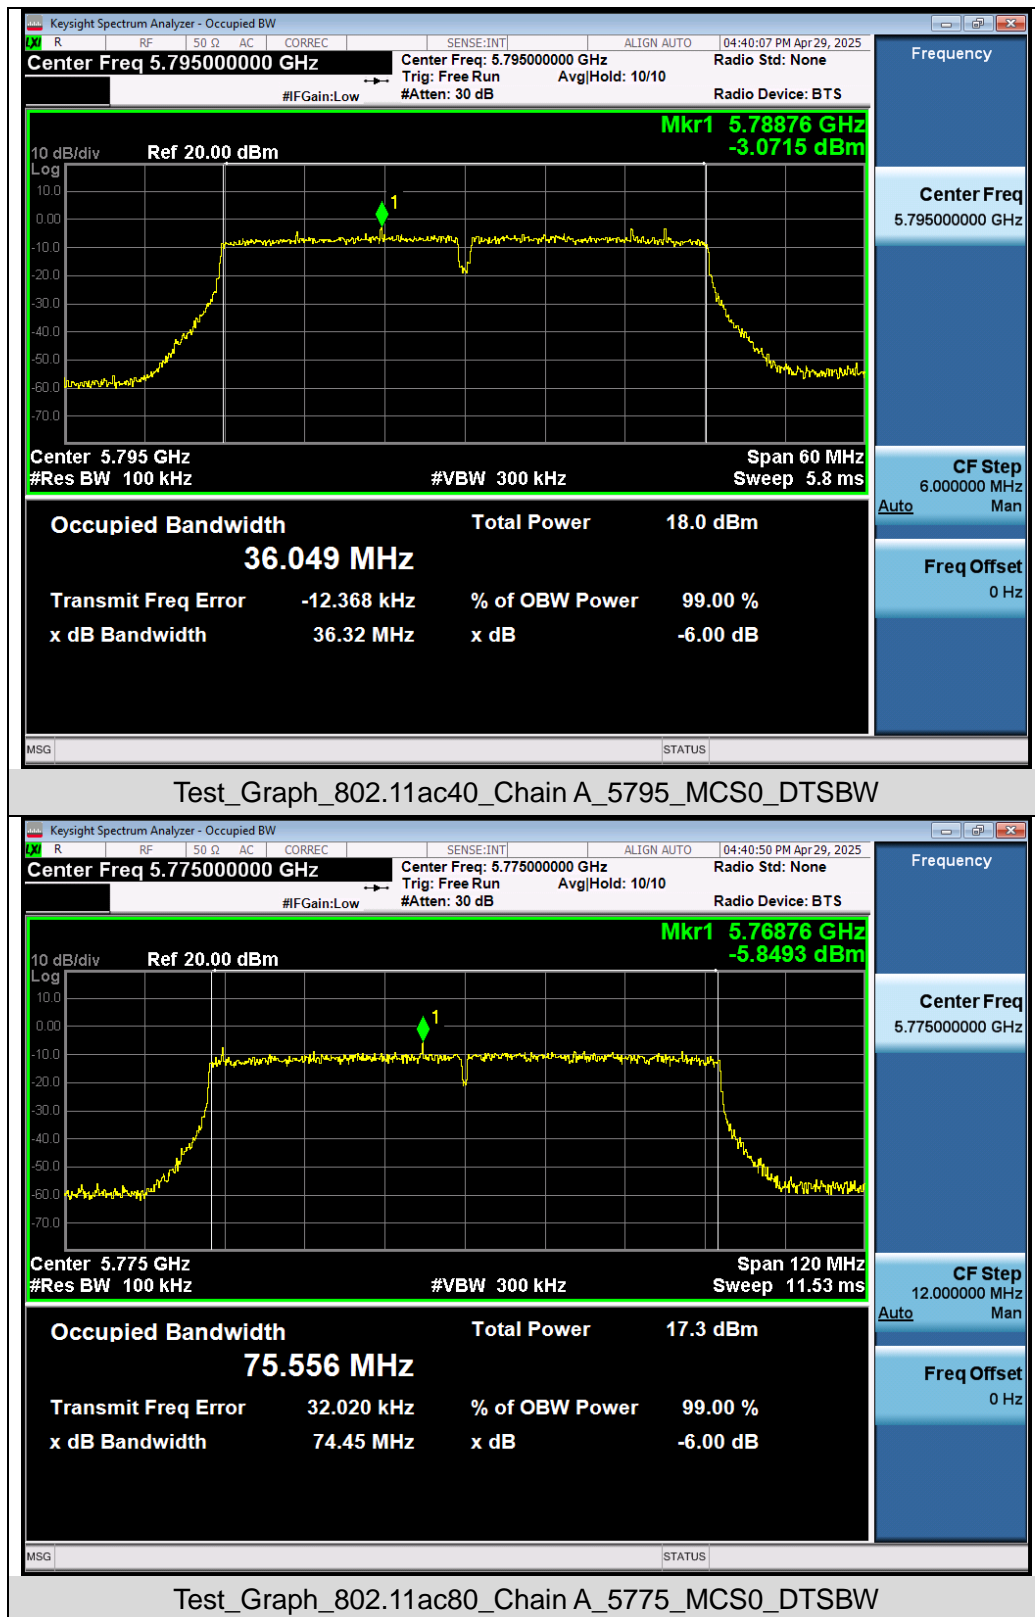 Keysight Spectrum Analyzer - Occupied BW
LXI R RF 50 Ω AC CORREC SENSE:INT ALIGN AUTO 04:40:07 PM Apr 29, 2025
Center Freq 5.795000000 GHz Center Freq: 5.795000000 GHz Radio Std: None
Trig: Free Run Avg|Hold: 10/10
#IFGain:Low #Atten: 30 dB Radio Device: BTS
Frequency
Mkr1 5.78876 GHz
-3.0715 dBm
10 dB/div Ref 20.00 dBm
Log
10.0
0.00
-10.0
-20.0
-30.0
-40.0
-50.0
-60.0
-70.0
1
Center 5.795 GHz Span 60 MHz
#Res BW 100 kHz #VBW 300 kHz Sweep 5.8 ms
Center Freq
5.795000000 GHz
CF Step
6.000000 MHz
Auto Man
Freq Offset
0 Hz
Occupied Bandwidth Total Power 18.0 dBm
36.049 MHz
Transmit Freq Error -12.368 kHz % of OBW Power 99.00 %
x dB Bandwidth 36.32 MHz x dB -6.00 dB
MSG STATUS
Test_Graph_802.11ac40_Chain A_5795_MCS0_DTSBW
Keysight Spectrum Analyzer - Occupied BW
LXI R RF 50 Ω AC CORREC SENSE:INT ALIGN AUTO 04:40:50 PM Apr 29, 2025
Center Freq 5.775000000 GHz Center Freq: 5.775000000 GHz Radio Std: None
Trig: Free Run Avg|Hold: 10/10
#IFGain:Low #Atten: 30 dB Radio Device: BTS
Frequency
Mkr1 5.76876 GHz
-5.8493 dBm
10 dB/div Ref 20.00 dBm
Log
10.0
0.00
-10.0
-20.0
-30.0
-40.0
-50.0
-60.0
-70.0
1
Center 5.775 GHz Span 120 MHz
#Res BW 100 kHz #VBW 300 kHz Sweep 11.53 ms
Center Freq
5.775000000 GHz
CF Step
12.000000 MHz
Auto Man
Freq Offset
0 Hz
Occupied Bandwidth Total Power 17.3 dBm
75.556 MHz
Transmit Freq Error 32.020 kHz % of OBW Power 99.00 %
x dB Bandwidth 74.45 MHz x dB -6.00 dB
MSG STATUS
Test_Graph_802.11ac80_Chain A_5775_MCS0_DTSBW